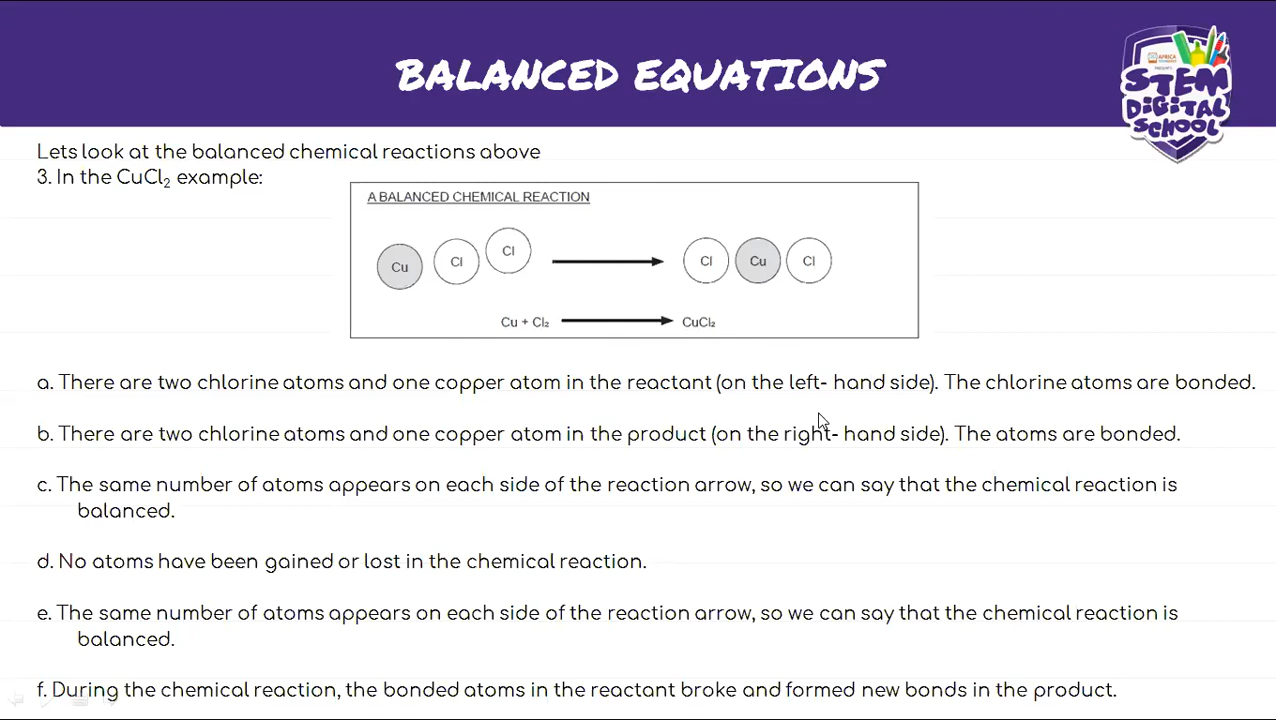 BALANCED EQUATIONS
AFRICA
STEM
DIGITAL
SCHOOL
Lets look at the balanced chemical reactions above
3. In the CuCl₂ example:
A BALANCED CHEMICAL REACTION
Cu Cl Cl Cl Cu Cl
Cu + Cl₂ CuCl₂
a. There are two chlorine atoms and one copper atom in the reactant (on the left- hand side). The chlorine atoms are bonded.
b. There are two chlorine atoms and one copper atom in the product (on the right- hand side). The atoms are bonded.
c. The same number of atoms appears on each side of the reaction arrow, so we can say that the chemical reaction is
balanced.
d. No atoms have been gained or lost in the chemical reaction.
e. The same number of atoms appears on each side of the reaction arrow, so we can say that the chemical reaction is
balanced.
f. During the chemical reaction, the bonded atoms in the reactant broke and formed new bonds in the product.